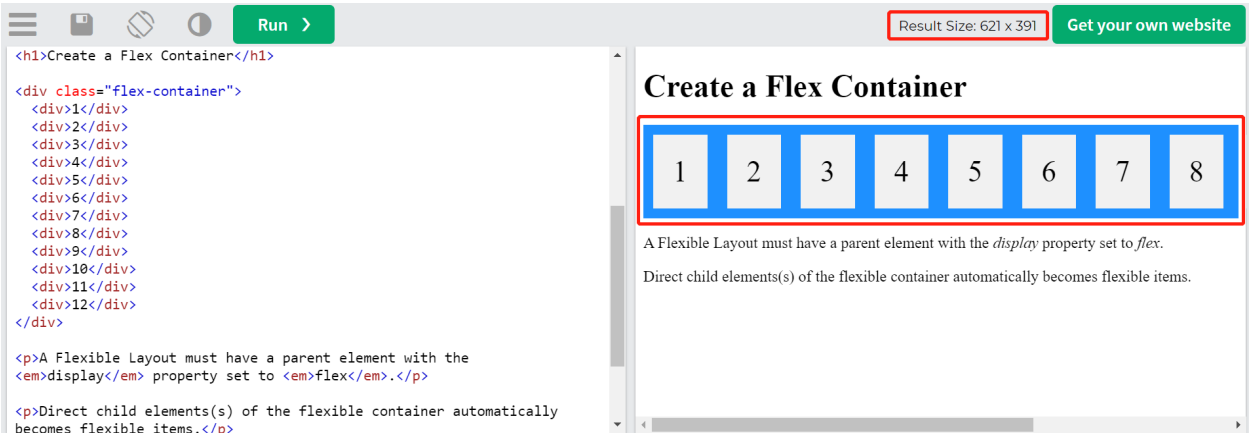 Run ❯
Result Size: 621 x 391
Get your own website
<h1>Create a Flex Container</h1>
<div class="flex-container">
<div>1</div>
<div>2</div>
<div>3</div>
<div>4</div>
<div>5</div>
<div>6</div>
<div>7</div>
<div>8</div>
<div>9</div>
<div>10</div>
<div>11</div>
<div>12</div>
</div>
<p>A Flexible Layout must have a parent element with the
<em>display</em> property set to <em>flex</em>.</p>
<p>Direct child elements(s) of the flexible container automatically
becomes flexible items.</p>
Create a Flex Container
1 2 3 4 5 6 7 8
A Flexible Layout must have a parent element with the display property set to flex.
Direct child elements(s) of the flexible container automatically becomes flexible items.